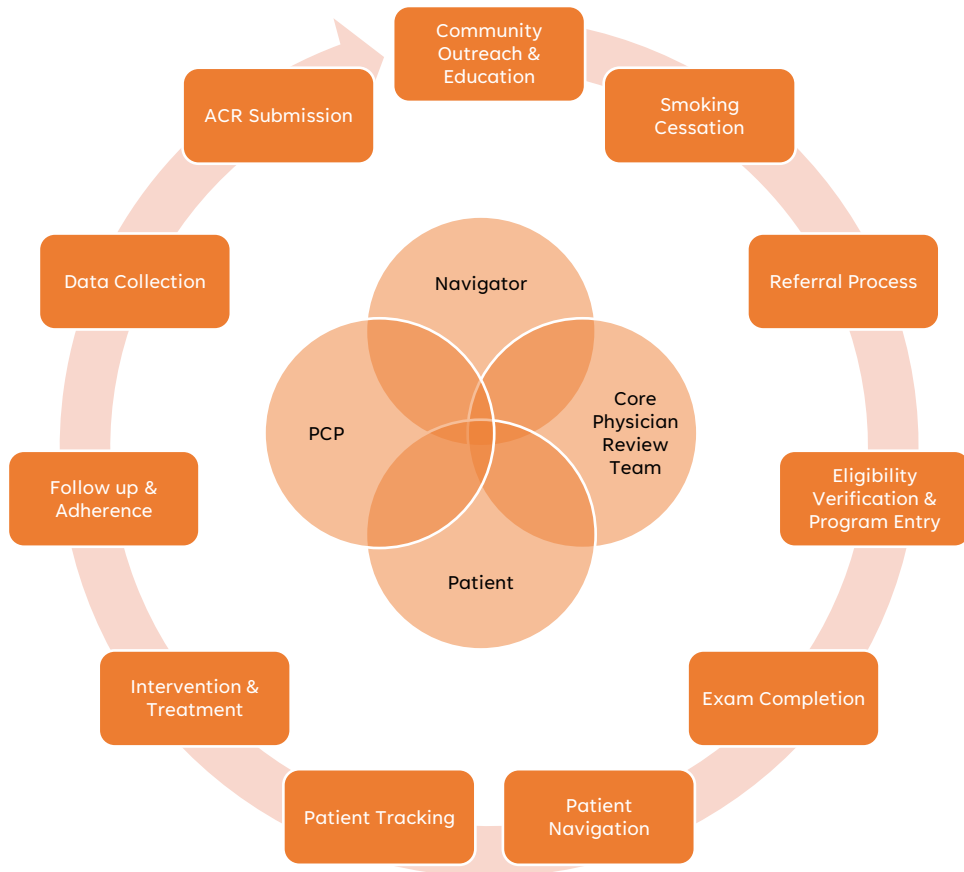 Community
Outreach &
Education
Smoking
Cessation
Referral Process
Eligibility
Verification &
Program Entry
Exam Completion
Patient
Navigation
Patient Tracking
Intervention &
Treatment
Follow up &
Adherence
Data Collection
ACR Submission
Navigator
Core
Physician
Review
Team
Patient
PCP